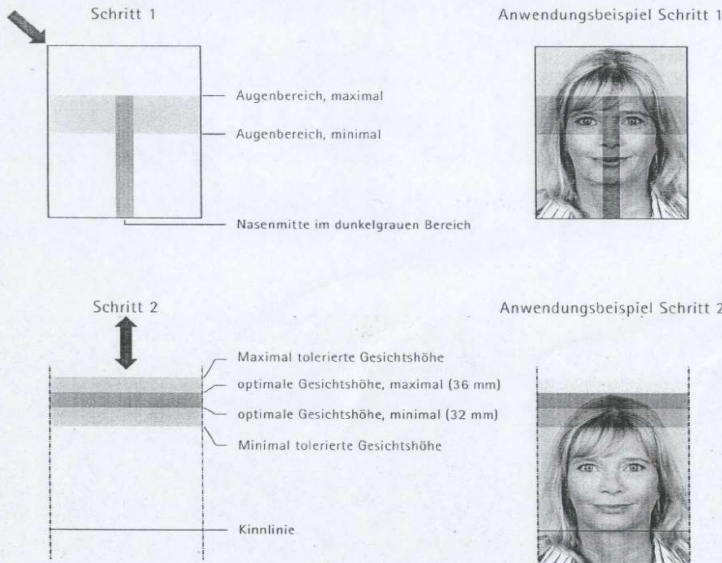 Schritt 1
Anwendungsbeispiel Schritt 1
Augenbereich, maximal
Augenbereich, minimal
Nasenmitte im dunkelgrauen Bereich
Schritt 2
Anwendungsbeispiel Schritt 2
Maximal tolerierte Gesichtshöhe
optimale Gesichtshöhe, maximal (36 mm)
optimale Gesichtshöhe, minimal (32 mm)
Minimal tolerierte Gesichtshöhe
Kinnlinie